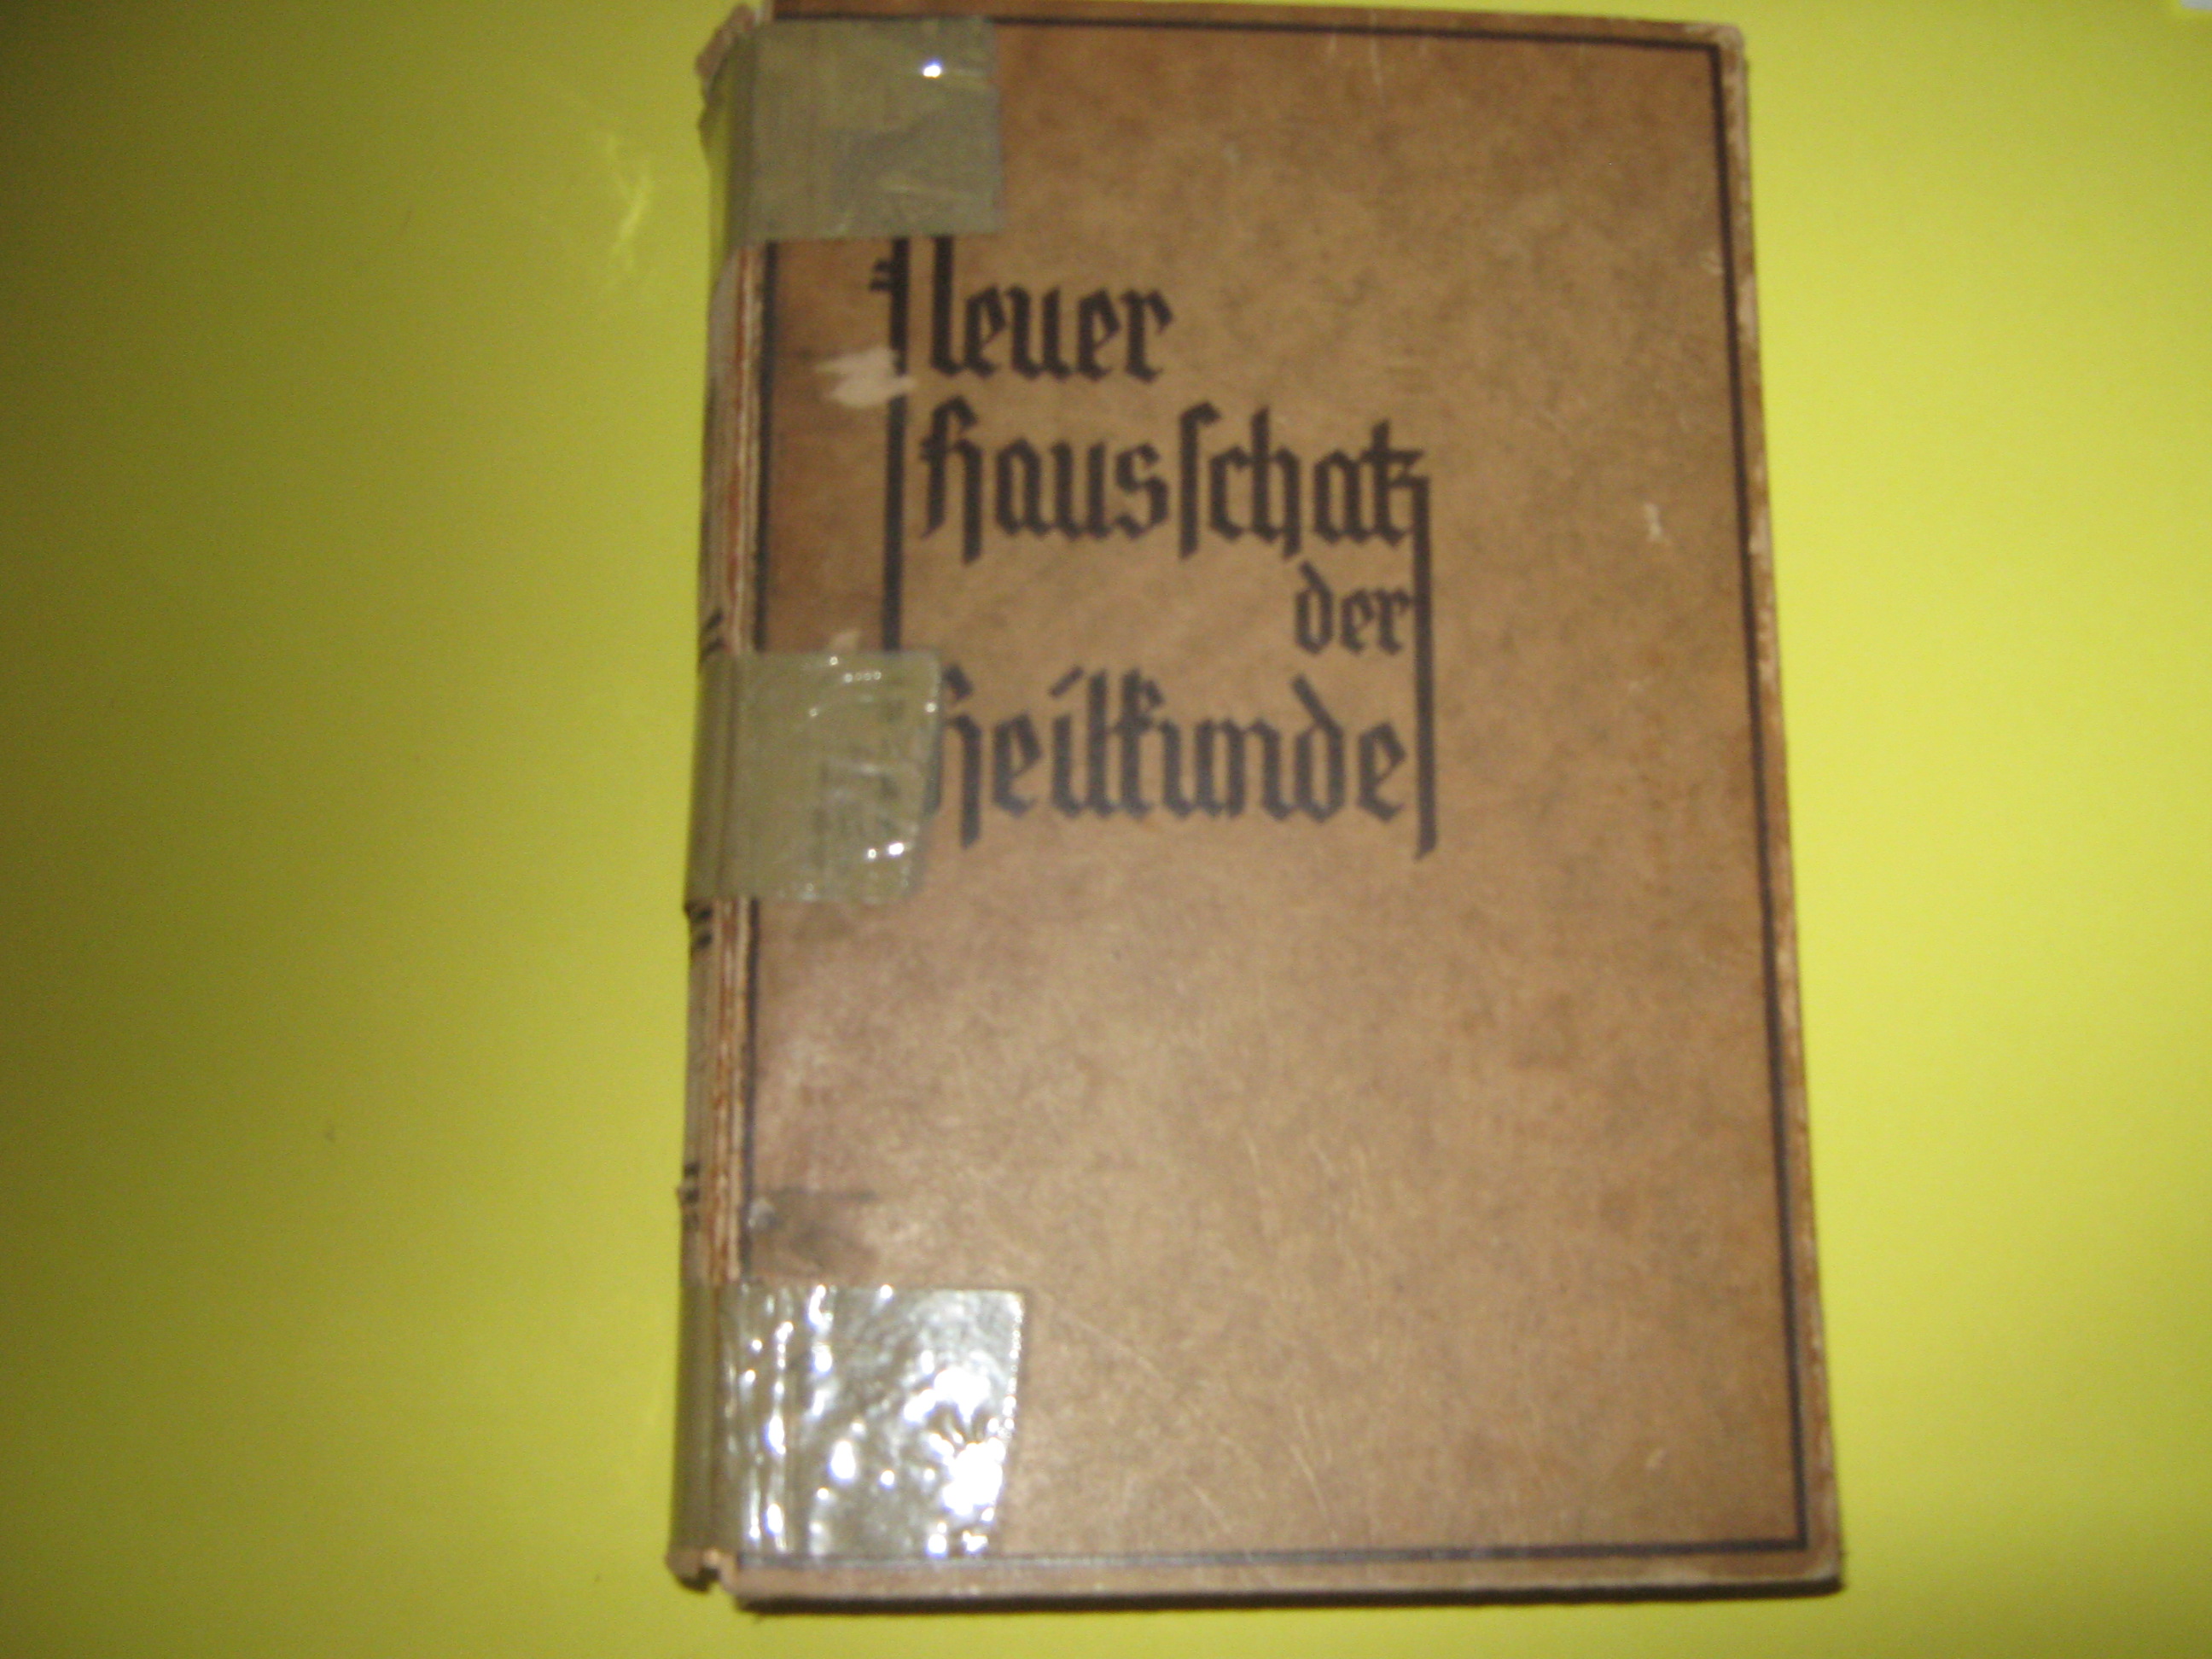 Neuer
Hausſchatz
der
Heilkunde